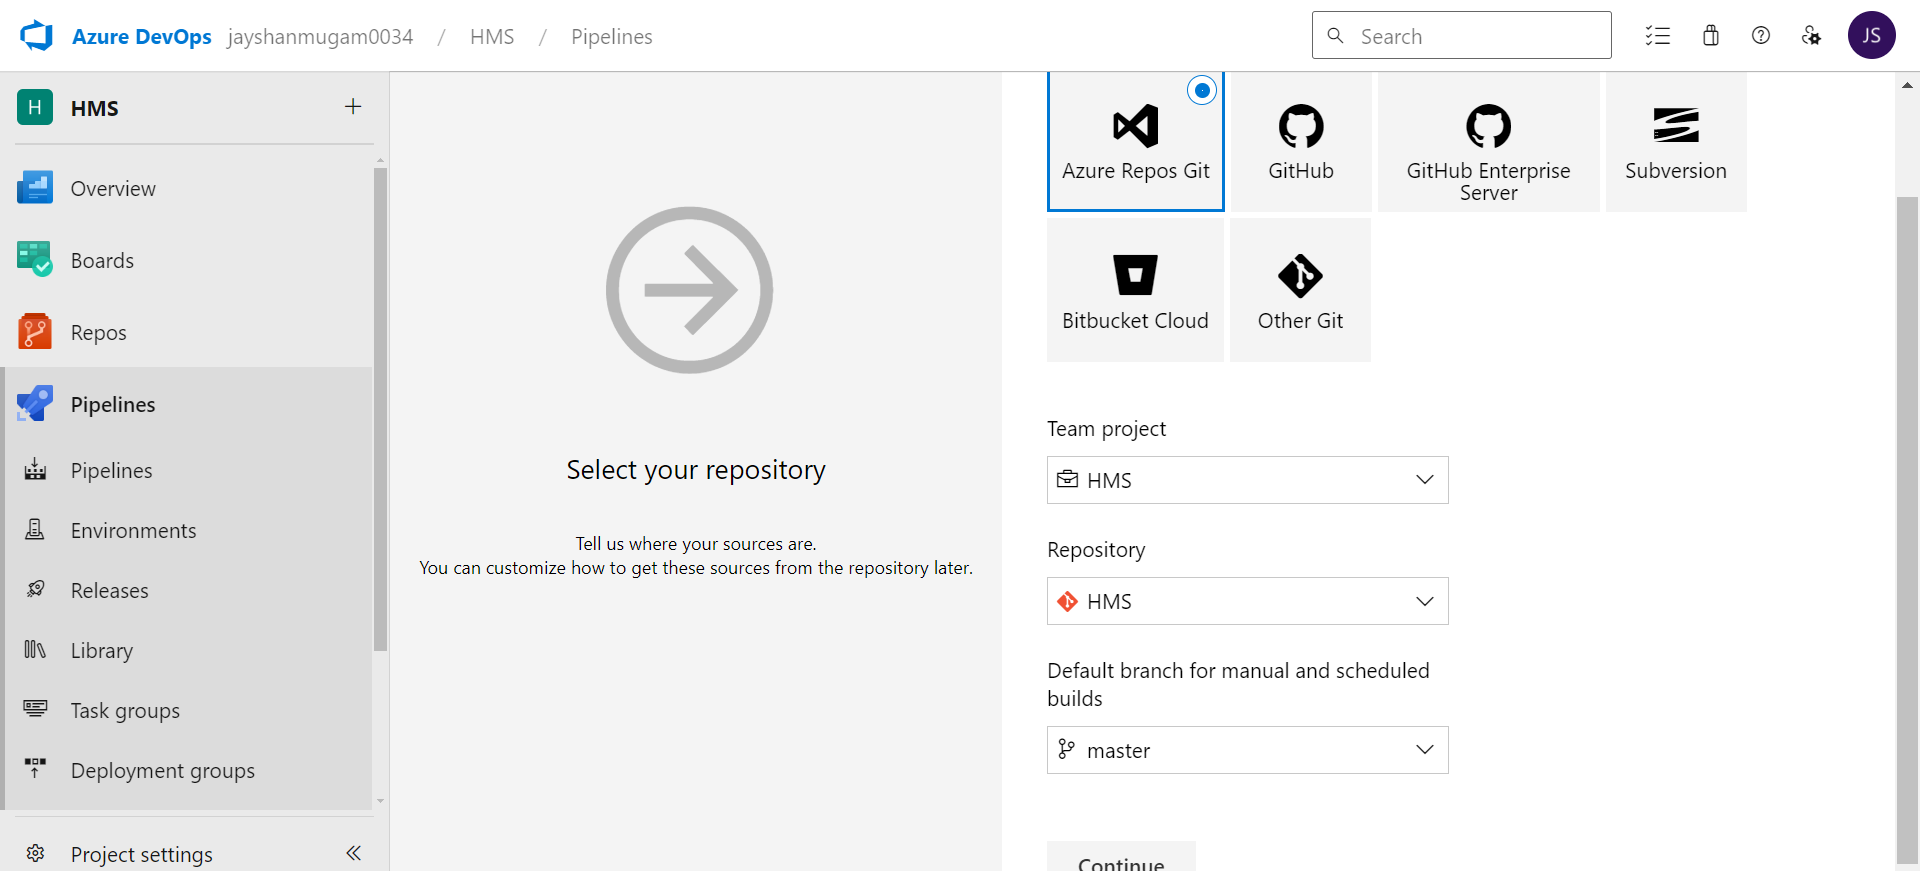 Azure DevOps jayshanmugam0034 / HMS / Pipelines
Search
JS
H HMS
Overview
Boards
Repos
Pipelines
Pipelines
Environments
Releases
Library
Task groups
Deployment groups
Project settings
Select your repository
Tell us where your sources are.
You can customize how to get these sources from the repository later.
Azure Repos Git
GitHub
GitHub Enterprise
Server
Subversion
Bitbucket Cloud
Other Git
Team project
HMS
Repository
HMS
Default branch for manual and scheduled
builds
master
Continue